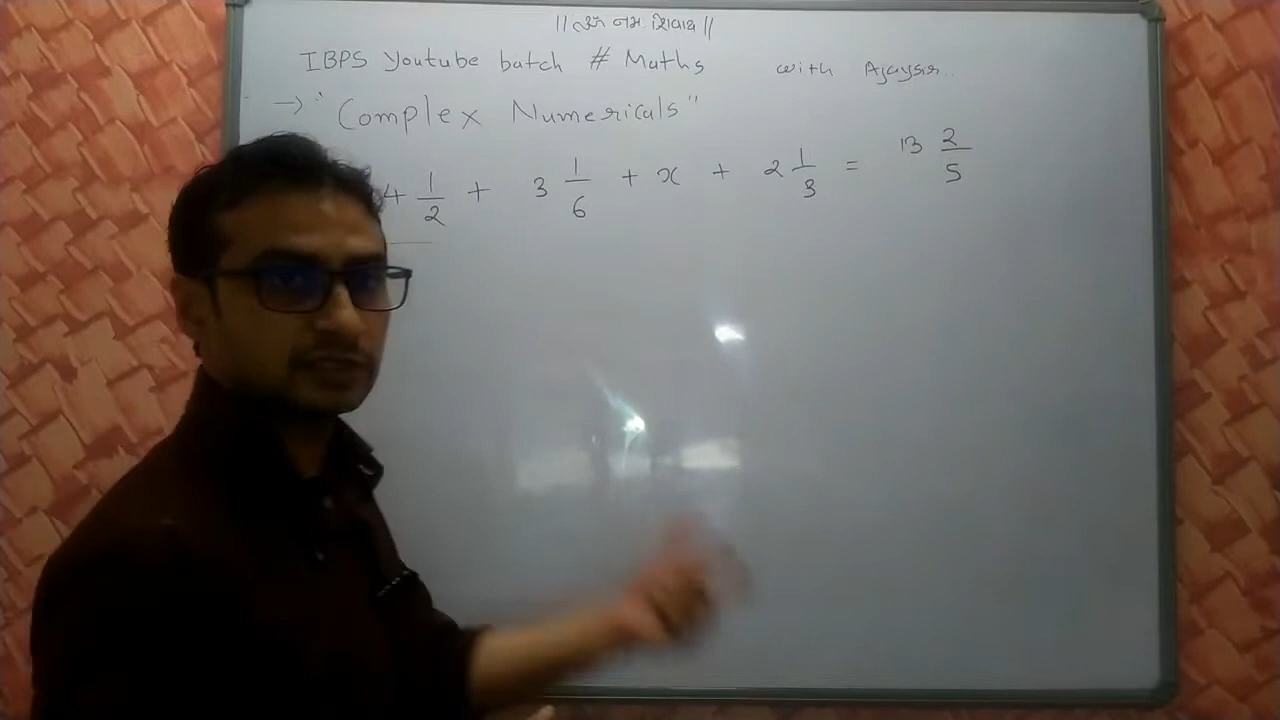 || ॐ नमः शिवाय ||
IBPS Youtube batch # Maths with Ajaysir..
→ "Complex Numericals"
4 1/2 + 3 1/6 + x + 2 1/3 = 13 2/5